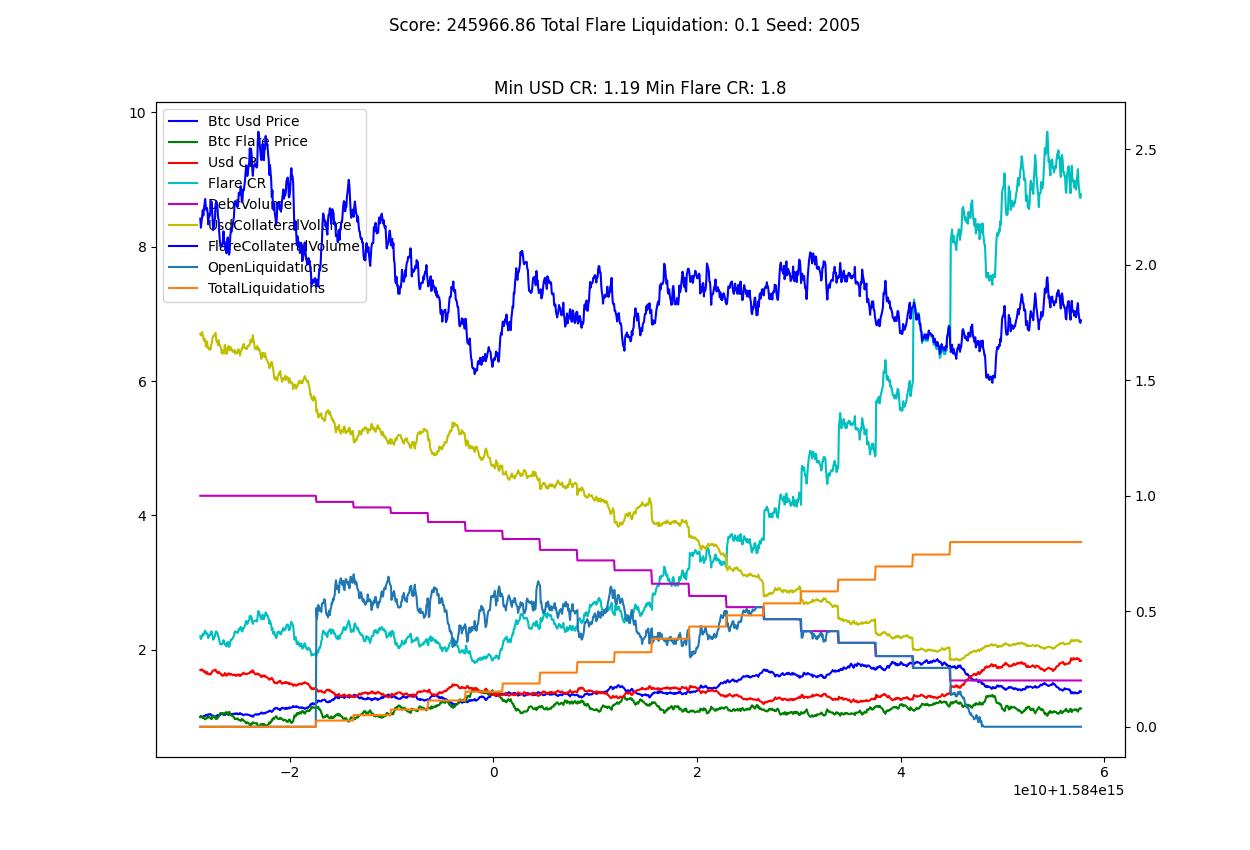 Score: 245966.86 Total Flare Liquidation: 0.1 Seed: 2005
Min USD CR: 1.19 Min Flare CR: 1.8
Btc Usd Price
Btc Flare Price
Usd CR
Flare CR
DebtVolume
UsdCollateralVolume
FlareCollateralVolume
OpenLiquidations
TotalLiquidations
10
8
6
4
2
2.5
2.0
1.5
1.0
0.5
0.0
−2
0
2
4
6
1e10+1.584e15